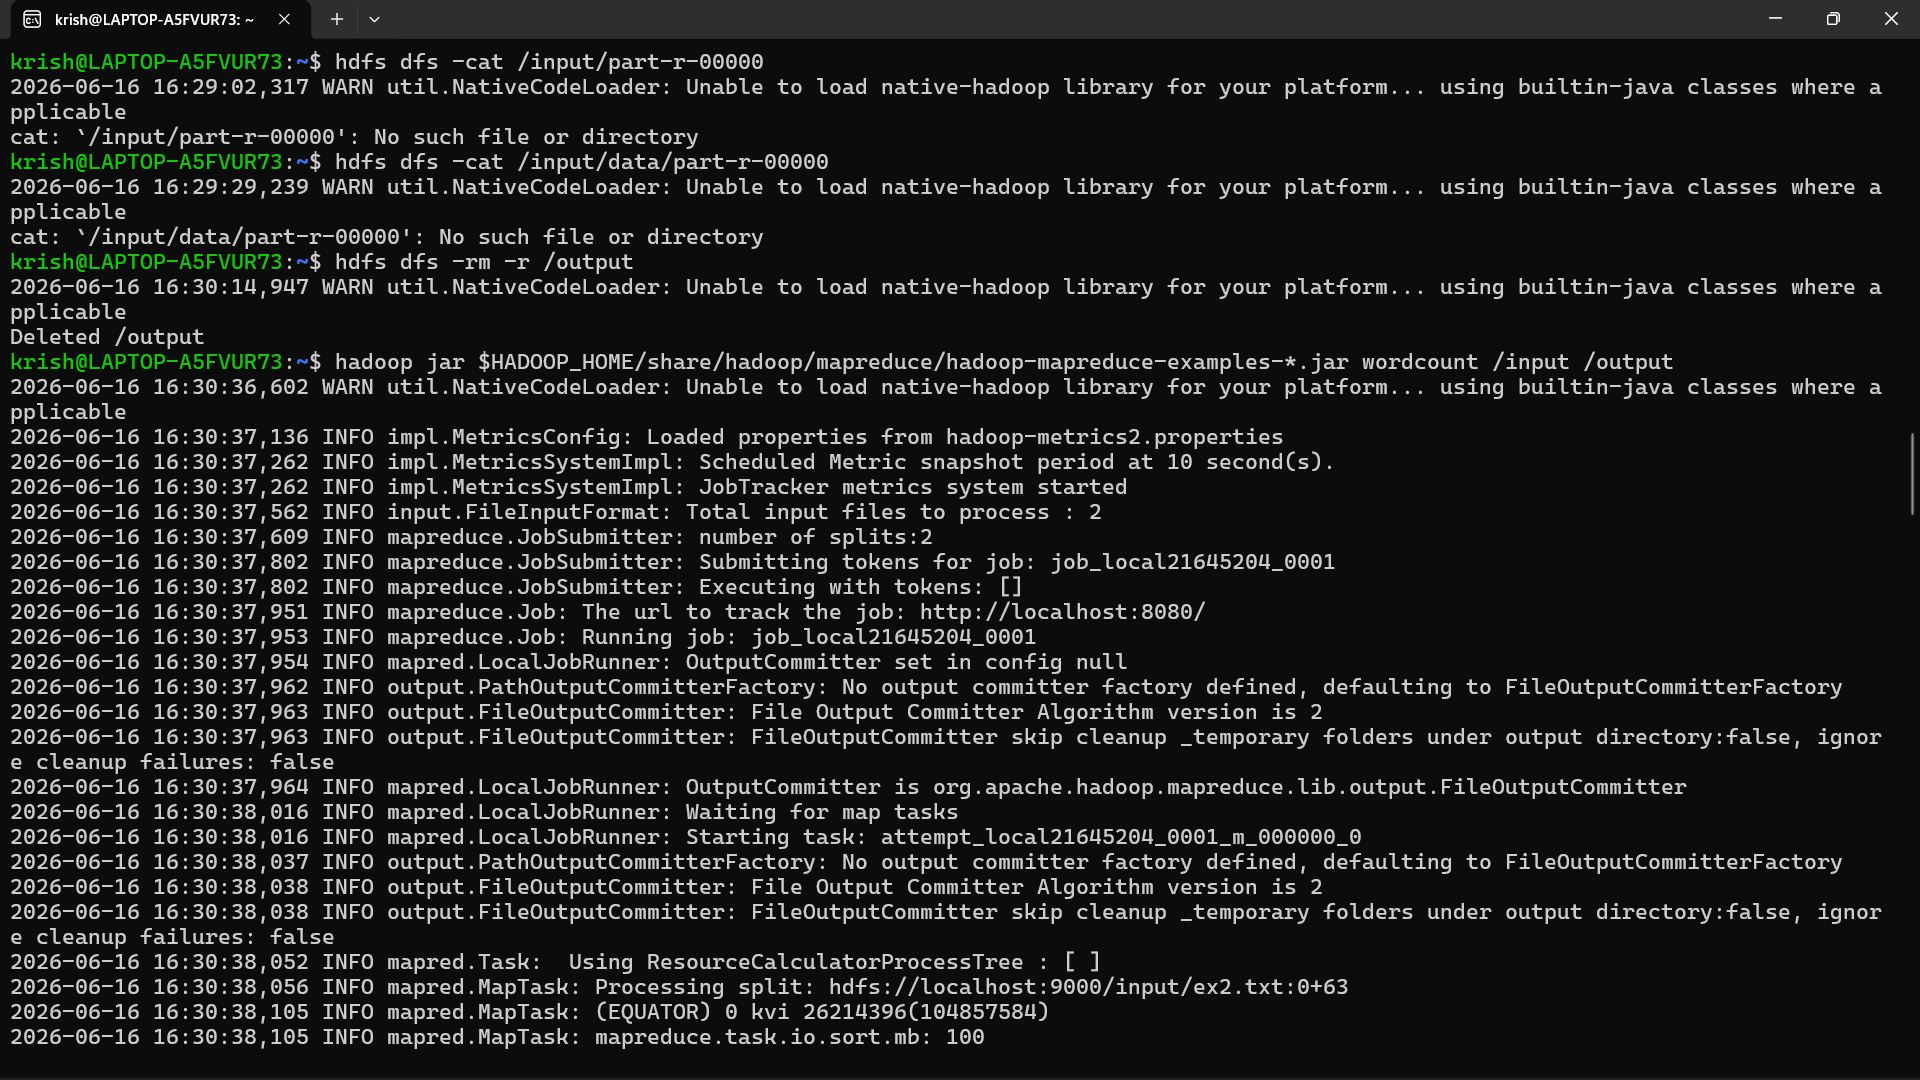 krish@LAPTOP-A5FVUR73: ~
krish@LAPTOP-A5FVUR73:~$ hdfs dfs -cat /input/part-r-00000
2026-06-16 16:29:02,317 WARN util.NativeCodeLoader: Unable to load native-hadoop library for your platform... using builtin-java classes where a
pplicable
cat: `/input/part-r-00000': No such file or directory
krish@LAPTOP-A5FVUR73:~$ hdfs dfs -cat /input/data/part-r-00000
2026-06-16 16:29:29,239 WARN util.NativeCodeLoader: Unable to load native-hadoop library for your platform... using builtin-java classes where a
pplicable
cat: `/input/data/part-r-00000': No such file or directory
krish@LAPTOP-A5FVUR73:~$ hdfs dfs -rm -r /output
2026-06-16 16:30:14,947 WARN util.NativeCodeLoader: Unable to load native-hadoop library for your platform... using builtin-java classes where a
pplicable
Deleted /output
krish@LAPTOP-A5FVUR73:~$ hadoop jar $HADOOP_HOME/share/hadoop/mapreduce/hadoop-mapreduce-examples-*.jar wordcount /input /output
2026-06-16 16:30:36,602 WARN util.NativeCodeLoader: Unable to load native-hadoop library for your platform... using builtin-java classes where a
pplicable
2026-06-16 16:30:37,136 INFO impl.MetricsConfig: Loaded properties from hadoop-metrics2.properties
2026-06-16 16:30:37,262 INFO impl.MetricsSystemImpl: Scheduled Metric snapshot period at 10 second(s).
2026-06-16 16:30:37,262 INFO impl.MetricsSystemImpl: JobTracker metrics system started
2026-06-16 16:30:37,562 INFO input.FileInputFormat: Total input files to process : 2
2026-06-16 16:30:37,609 INFO mapreduce.JobSubmitter: number of splits:2
2026-06-16 16:30:37,802 INFO mapreduce.JobSubmitter: Submitting tokens for job: job_local21645204_0001
2026-06-16 16:30:37,802 INFO mapreduce.JobSubmitter: Executing with tokens: []
2026-06-16 16:30:37,951 INFO mapreduce.Job: The url to track the job: http://localhost:8080/
2026-06-16 16:30:37,953 INFO mapreduce.Job: Running job: job_local21645204_0001
2026-06-16 16:30:37,954 INFO mapred.LocalJobRunner: OutputCommitter set in config null
2026-06-16 16:30:37,962 INFO output.PathOutputCommitterFactory: No output committer factory defined, defaulting to FileOutputCommitterFactory
2026-06-16 16:30:37,963 INFO output.FileOutputCommitter: File Output Committer Algorithm version is 2
2026-06-16 16:30:37,963 INFO output.FileOutputCommitter: FileOutputCommitter skip cleanup _temporary folders under output directory:false, ignor
e cleanup failures: false
2026-06-16 16:30:37,964 INFO mapred.LocalJobRunner: OutputCommitter is org.apache.hadoop.mapreduce.lib.output.FileOutputCommitter
2026-06-16 16:30:38,016 INFO mapred.LocalJobRunner: Waiting for map tasks
2026-06-16 16:30:38,016 INFO mapred.LocalJobRunner: Starting task: attempt_local21645204_0001_m_000000_0
2026-06-16 16:30:38,037 INFO output.PathOutputCommitterFactory: No output committer factory defined, defaulting to FileOutputCommitterFactory
2026-06-16 16:30:38,038 INFO output.FileOutputCommitter: File Output Committer Algorithm version is 2
2026-06-16 16:30:38,038 INFO output.FileOutputCommitter: FileOutputCommitter skip cleanup _temporary folders under output directory:false, ignor
e cleanup failures: false
2026-06-16 16:30:38,052 INFO mapred.Task:  Using ResourceCalculatorProcessTree : [ ]
2026-06-16 16:30:38,056 INFO mapred.MapTask: Processing split: hdfs://localhost:9000/input/ex2.txt:0+63
2026-06-16 16:30:38,105 INFO mapred.MapTask: (EQUATOR) 0 kvi 26214396(104857584)
2026-06-16 16:30:38,105 INFO mapred.MapTask: mapreduce.task.io.sort.mb: 100